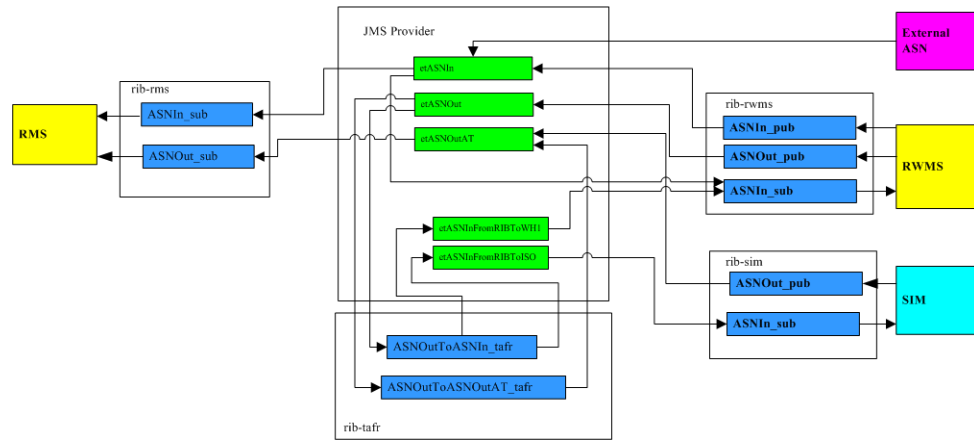 JMS Provider
External
ASN
etASNIn
rib-rms
etASNOut
rib-rwms
ASNIn_sub
RMS
ASNIn_pub
etASNOutAT
ASNOut_sub
ASNOut_pub
RWMS
ASNIn_sub
etASNInFromRIBToWH1
etASNInFromRIBToISO
rib-sim
ASNOut_pub
SIM
ASNIn_sub
ASNOutToASNIn_tafr
ASNOutToASNOutAT_tafr
rib-tafr